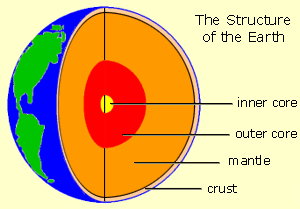 The Structure
of the Earth
inner core
outer core
mantle
crust